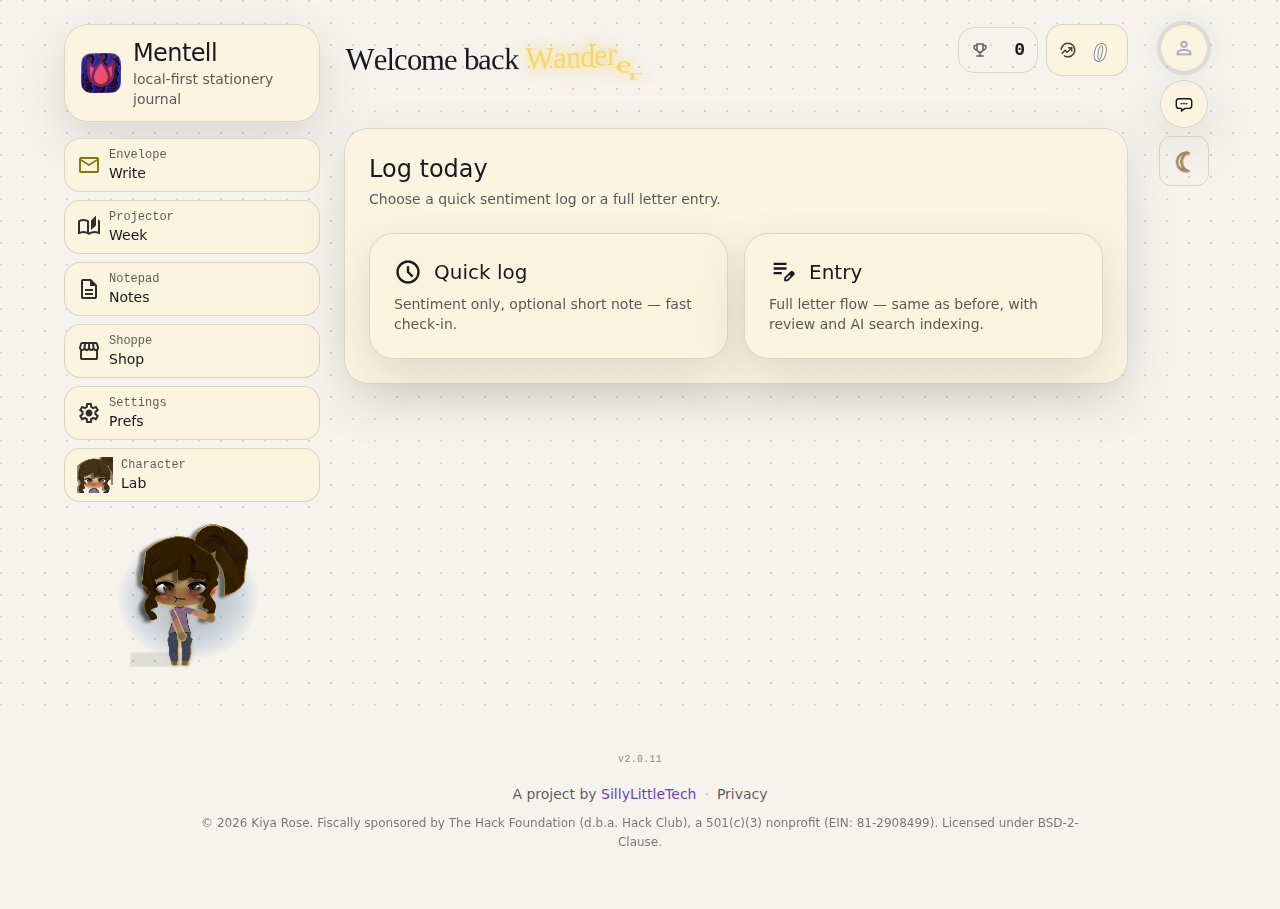 Mentell
local-first stationery
journal
Envelope
Write
Projector
Week
Notepad
Notes
Shoppe
Shop
Settings
Prefs
Character
Lab
Welcome back Wanderer
0
0
Log today
Choose a quick sentiment log or a full letter entry.
Quick log
Sentiment only, optional short note — fast
check-in.
Entry
Full letter flow — same as before, with
review and AI search indexing.
v2.0.11
A project by SillyLittleTech · Privacy
© 2026 Kiya Rose. Fiscally sponsored by The Hack Foundation (d.b.a. Hack Club), a 501(c)(3) nonprofit (EIN: 81-2908499). Licensed under BSD-2-
Clause.